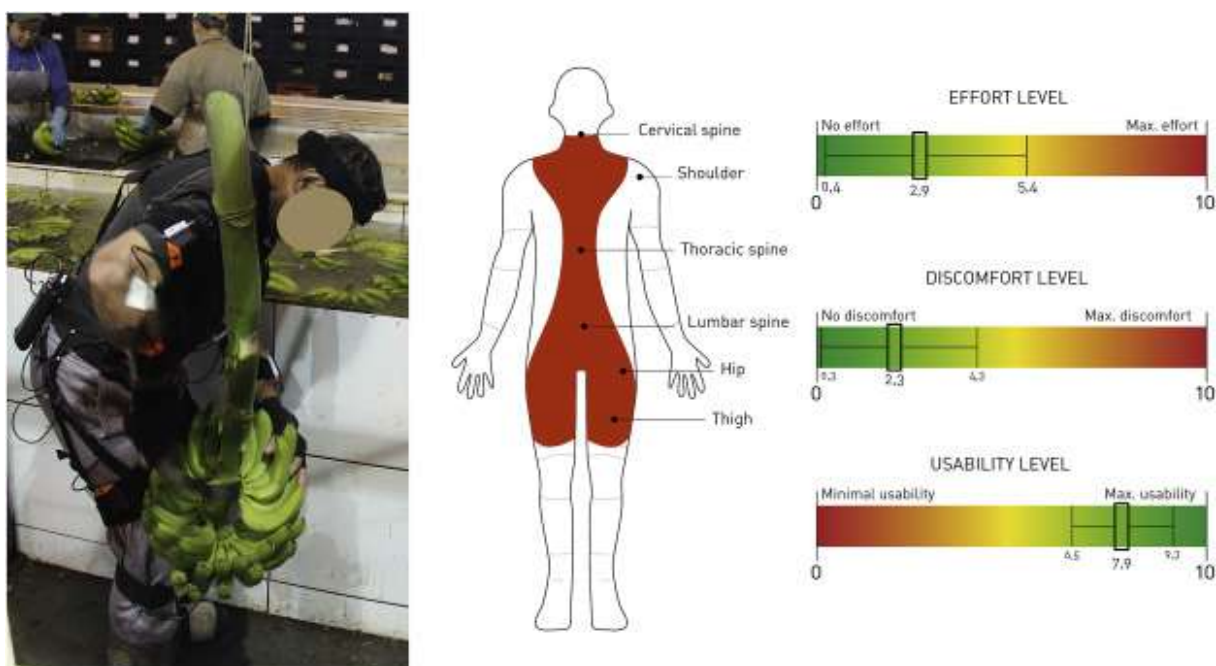 Cervical spine
Shoulder
Thoracic spine
Lumbar spine
Hip
Thigh
EFFORT LEVEL
No effort
Max. effort
0,4
2.9
5.4
0
10
DISCOMFORT LEVEL
No discomfort
Max. discomfort
0.3
2.3
4.3
0
10
USABILITY LEVEL
Minimal usability
Max. usability
6,5
7.9
9.3
0
10